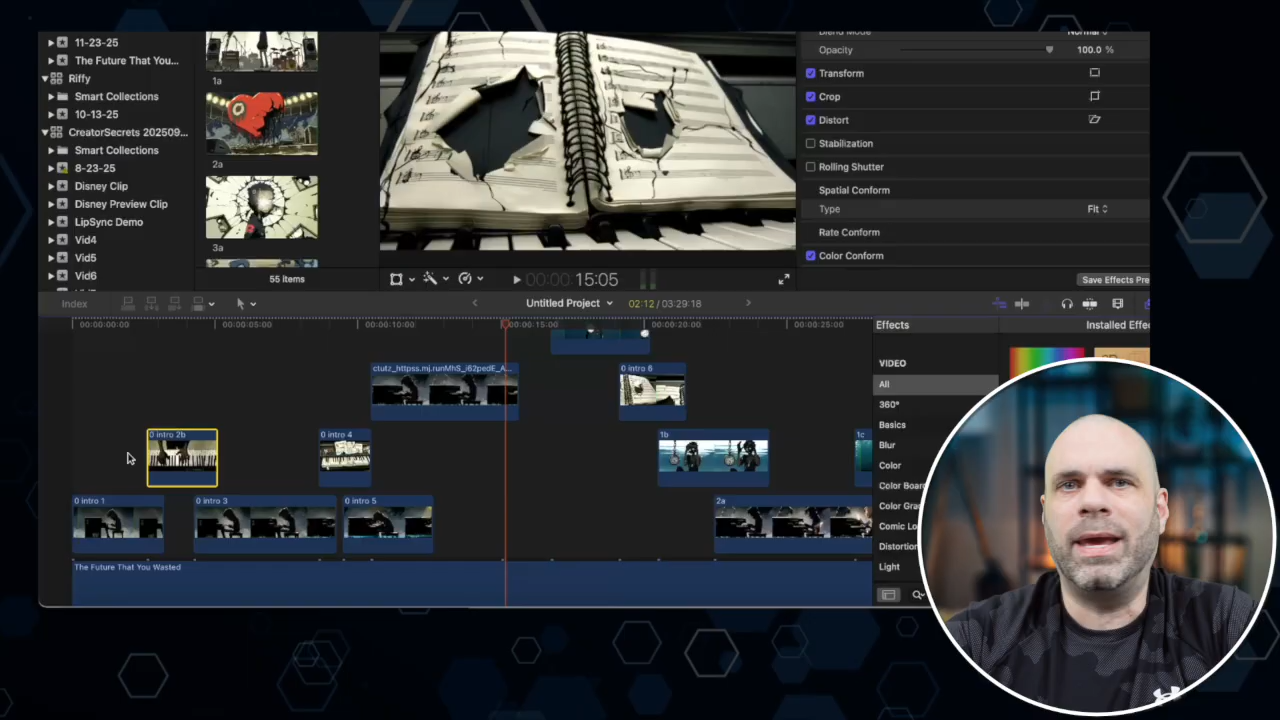 11-23-25
The Future That You...
Riffy
Smart Collections
10-13-25
CreatorSecrets 202509...
Smart Collections
8-23-25
Disney Clip
Disney Preview Clip
LipSync Demo
Vid4
Vid5
Vid6
1a
2a
3a
55 items
Blend Mode
Normal
Opacity
100.0 %
Transform
Crop
Distort
Stabilization
Rolling Shutter
Spatial Conform
Type
Fit
Rate Conform
Color Conform
Save Effects Pre
00:00:00:15:05
Index
Untitled Project
02:12 / 03:29:18
00:00:00:00
00:00:05:00
00:00:10:00
00:00:15:00
00:00:20:00
00:00:25:00
Effects
Installed Effec
VIDEO
All
360°
Basics
Blur
Color
Color Boar
Color Gra
Comic Lo
Distortion
Light
ctutz_httpss.mj.runMhS_i62pedE_A...
0 intro 6
0 intro 2b
0 intro 4
1b
1c
0 intro 1
0 intro 3
0 intro 5
2a
The Future That You Wasted